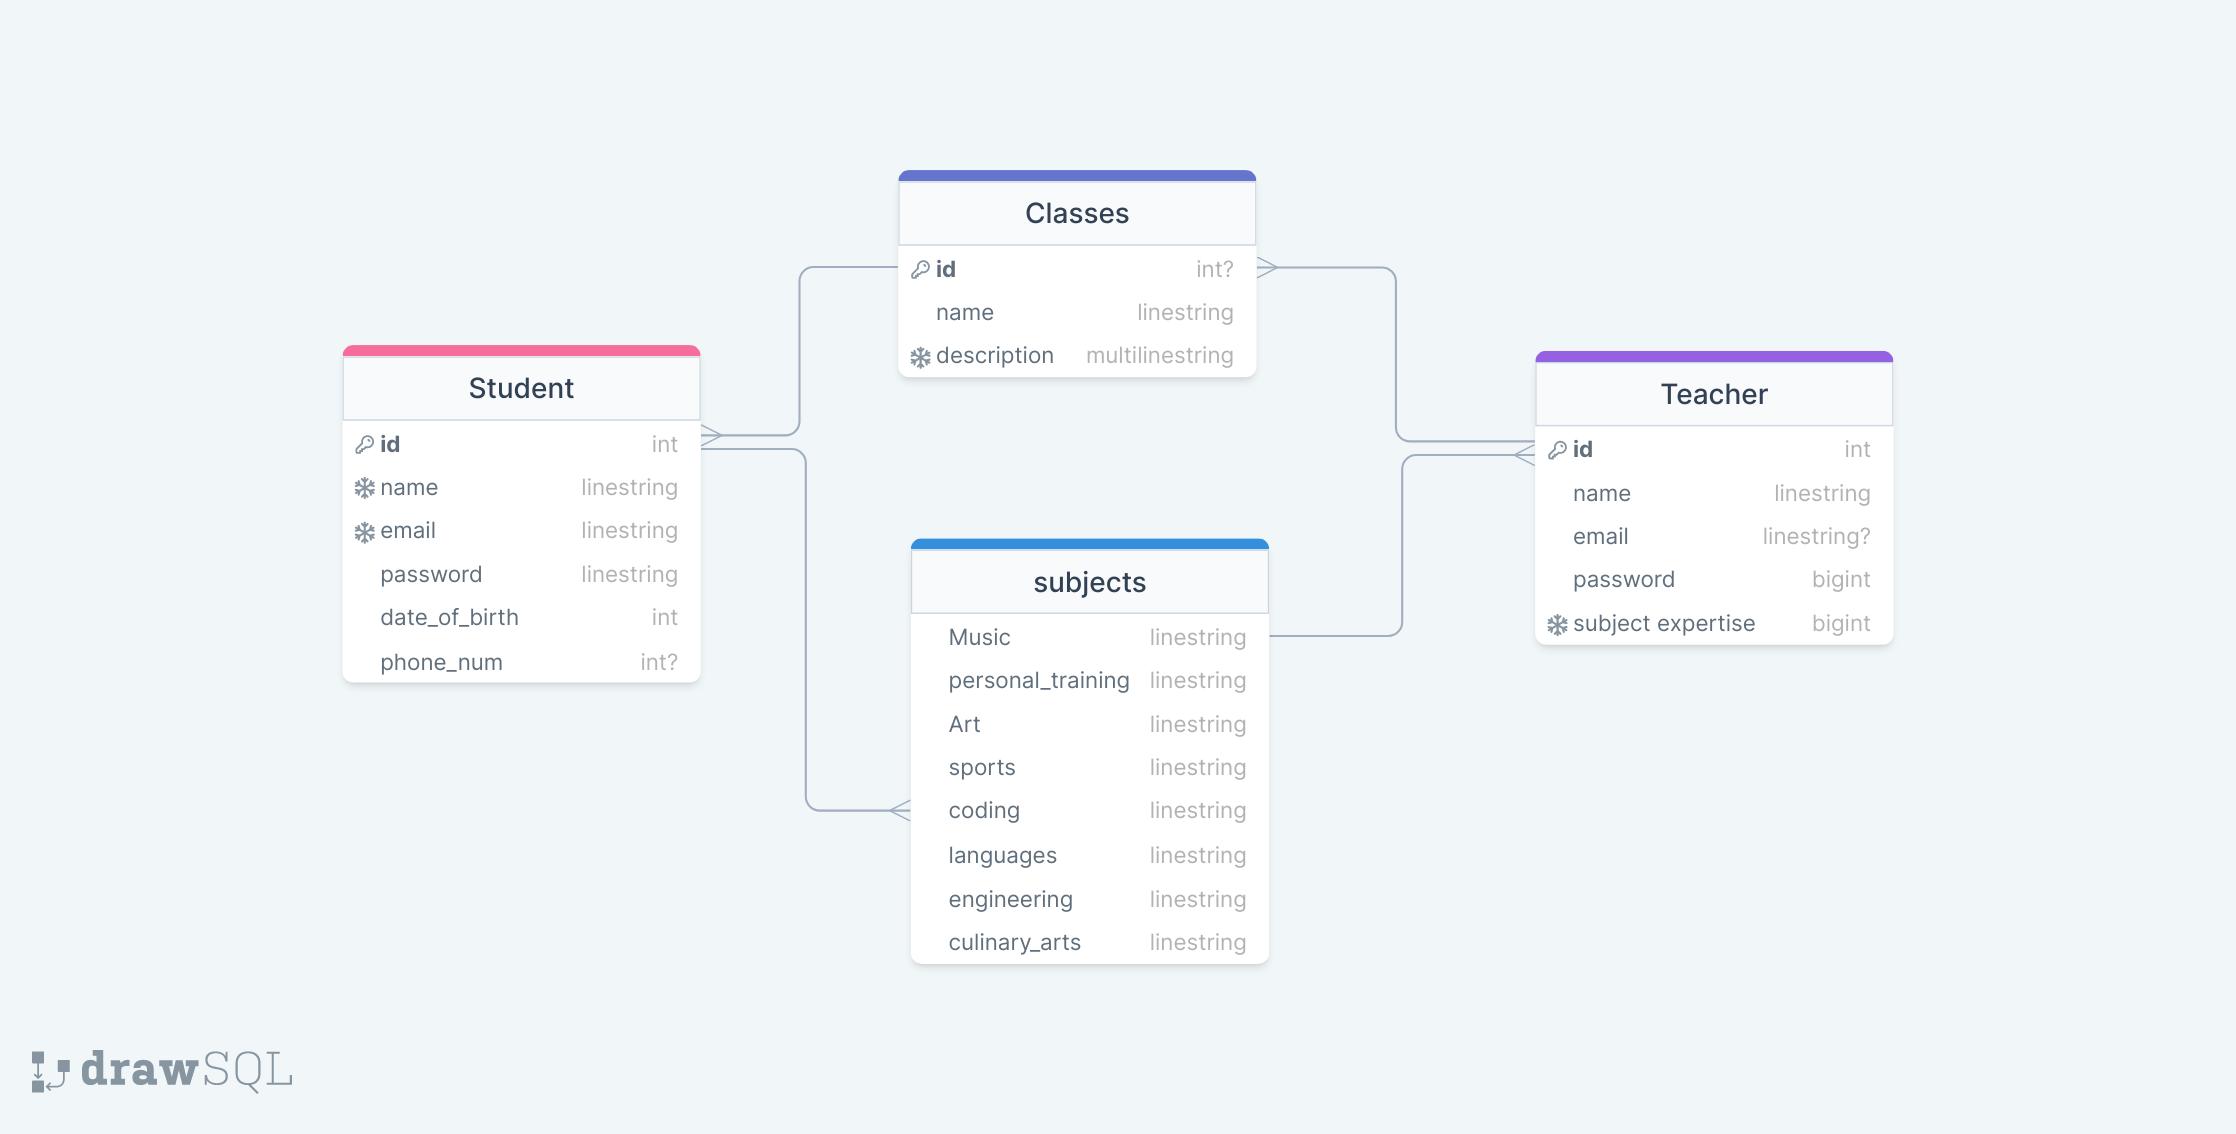 Classes
id int?
name linestring
description multilinestring
Student
id int
name linestring
email linestring
password linestring
date_of_birth int
phone_num int?
Teacher
id int
name linestring
email linestring?
password bigint
subject expertise bigint
subjects
Music linestring
personal_training linestring
Art linestring
sports linestring
coding linestring
languages linestring
engineering linestring
culinary_arts linestring
drawSQL